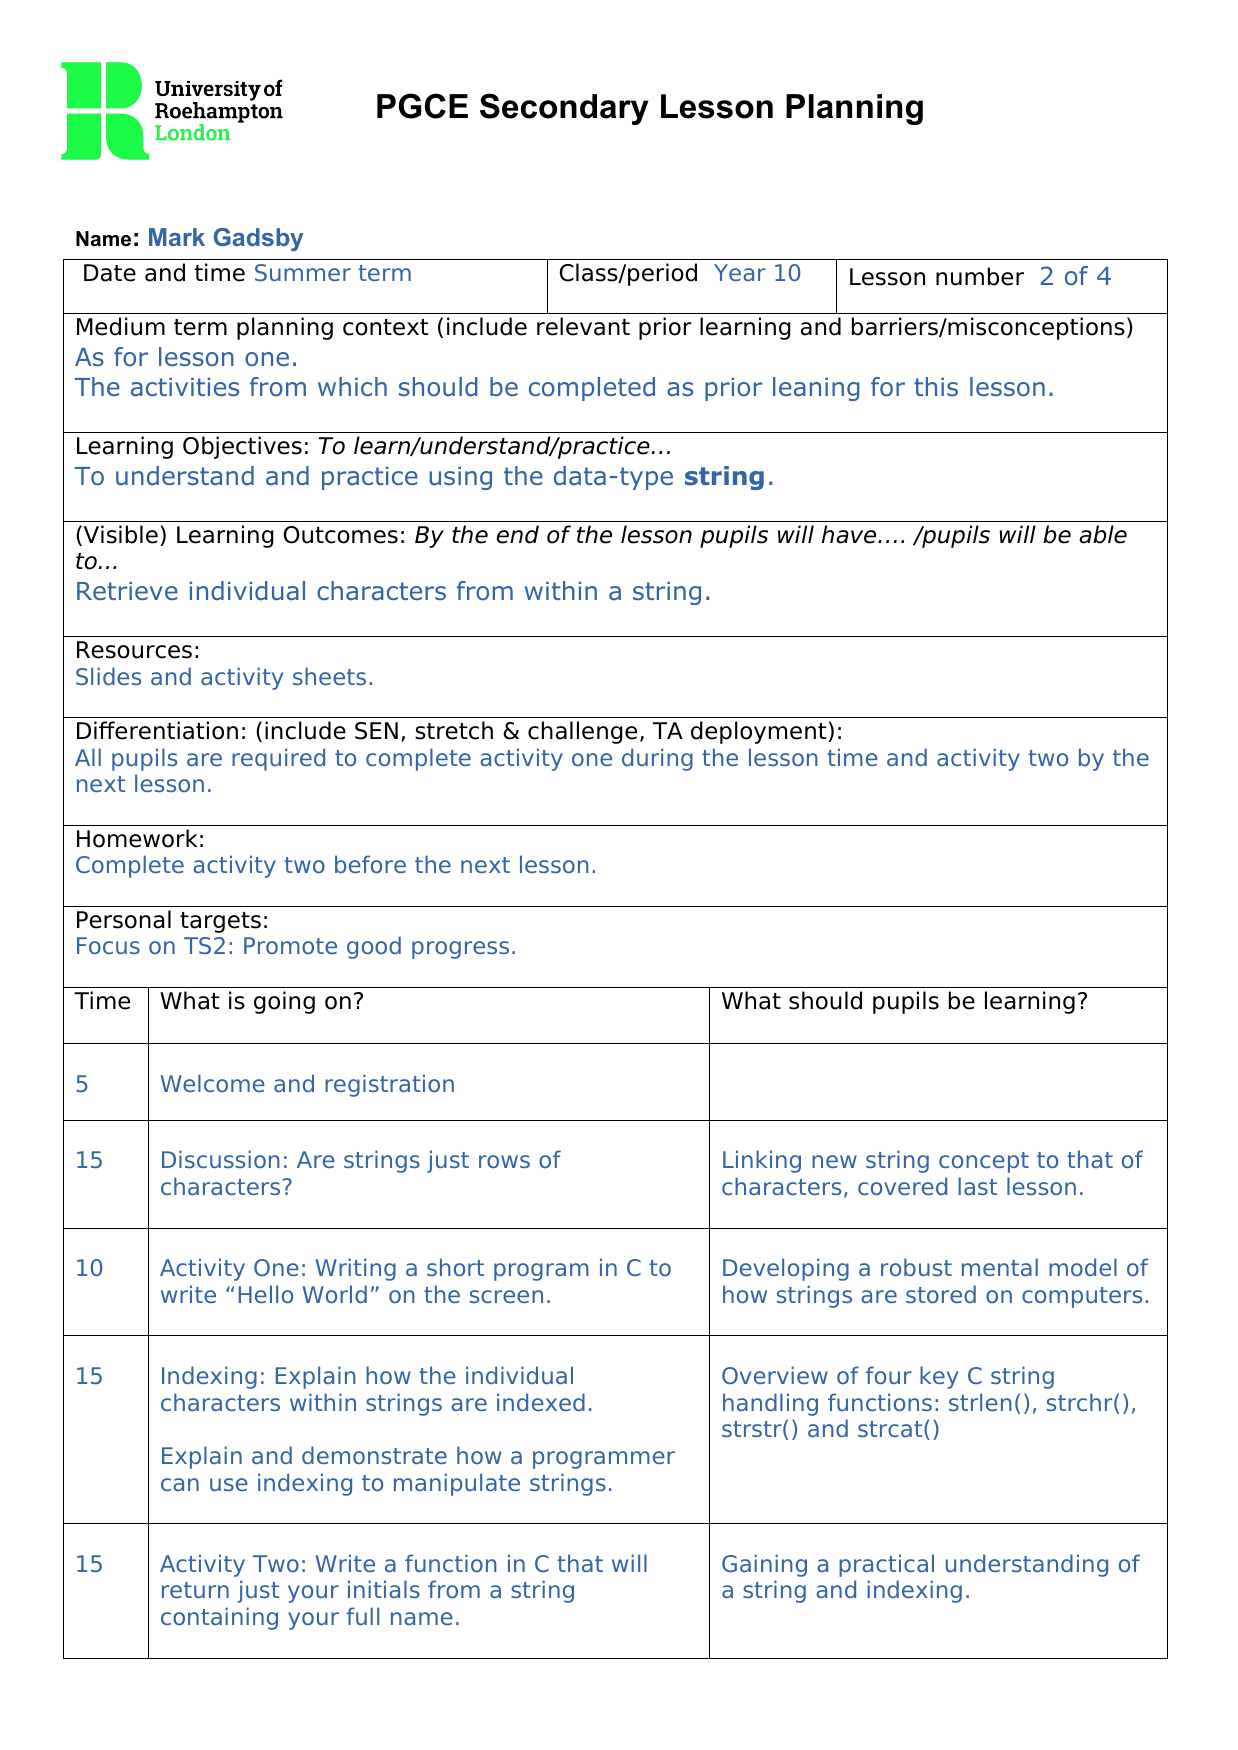 University of
Roehampton
London
PGCE Secondary Lesson Planning
Name: Mark Gadsby
Date and time Summer term
Class/period Year 10
Lesson number 2 of 4
Medium term planning context (include relevant prior learning and barriers/misconceptions)
As for lesson one.
The activities from which should be completed as prior leaning for this lesson.
Learning Objectives: To learn/understand/practice…
To understand and practice using the data-type string.
(Visible) Learning Outcomes: By the end of the lesson pupils will have…. /pupils will be able
to…
Retrieve individual characters from within a string.
Resources:
Slides and activity sheets.
Differentiation: (include SEN, stretch & challenge, TA deployment):
All pupils are required to complete activity one during the lesson time and activity two by the
next lesson.
Homework:
Complete activity two before the next lesson.
Personal targets:
Focus on TS2: Promote good progress.
Time
What is going on?
What should pupils be learning?
5
Welcome and registration
15
Discussion: Are strings just rows of
characters?
Linking new string concept to that of
characters, covered last lesson.
10
Activity One: Writing a short program in C to
write “Hello World” on the screen.
Developing a robust mental model of
how strings are stored on computers.
15
Indexing: Explain how the individual
characters within strings are indexed.
Explain and demonstrate how a programmer
can use indexing to manipulate strings.
Overview of four key C string
handling functions: strlen(), strchr(),
strstr() and strcat()
15
Activity Two: Write a function in C that will
return just your initials from a string
containing your full name.
Gaining a practical understanding of
a string and indexing.